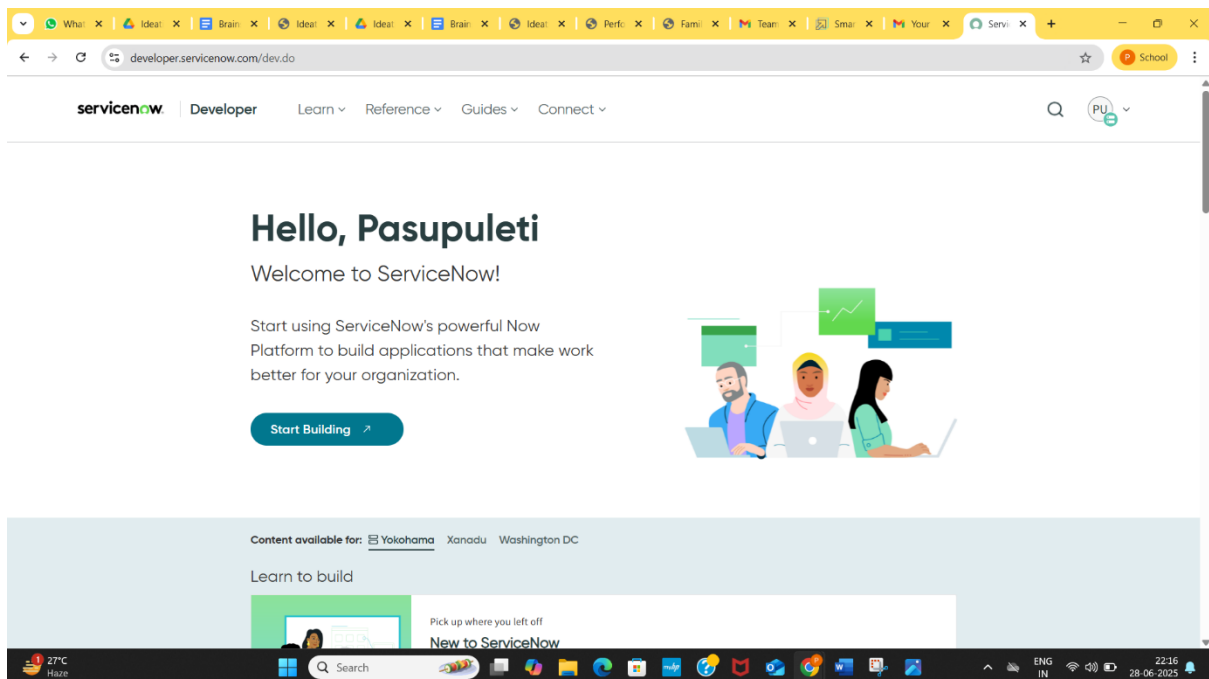 What
Ideat
Brain
Ideat
Ideat
Brain
Ideat
Perfo
Famil
Team
Smar
Your
Servi
developer.servicenow.com/dev.do
P School
servicenow. Developer Learn Reference Guides Connect PU
Hello, Pasupuleti
Welcome to ServiceNow!
Start using ServiceNow's powerful Now
Platform to build applications that make work
better for your organization.
Start Building
Content available for: Yokohama Xanadu Washington DC
Learn to build
Pick up where you left off
New to ServiceNow
1 27°C
Haze
Search
ENG
IN
22:16
28-06-2025